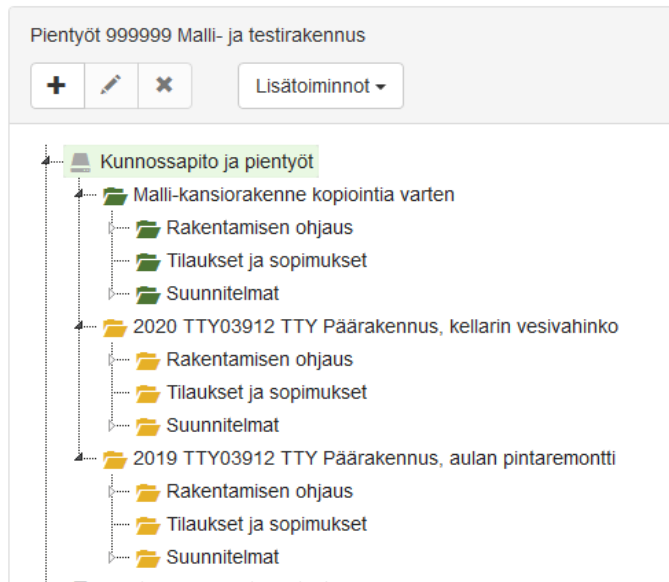 Pientyöt 999999 Malli- ja testirakennus
Lisätoiminnot
Kunnossapito ja pientyöt
Malli-kansiorakenne kopiointia varten
Rakentamisen ohjaus
Tilaukset ja sopimukset
Suunnitelmat
2020 TTY03912 TTY Päärakennus, kellarin vesivahinko
Rakentamisen ohjaus
Tilaukset ja sopimukset
Suunnitelmat
2019 TTY03912 TTY Päärakennus, aulan pintaremontti
Rakentamisen ohjaus
Tilaukset ja sopimukset
Suunnitelmat